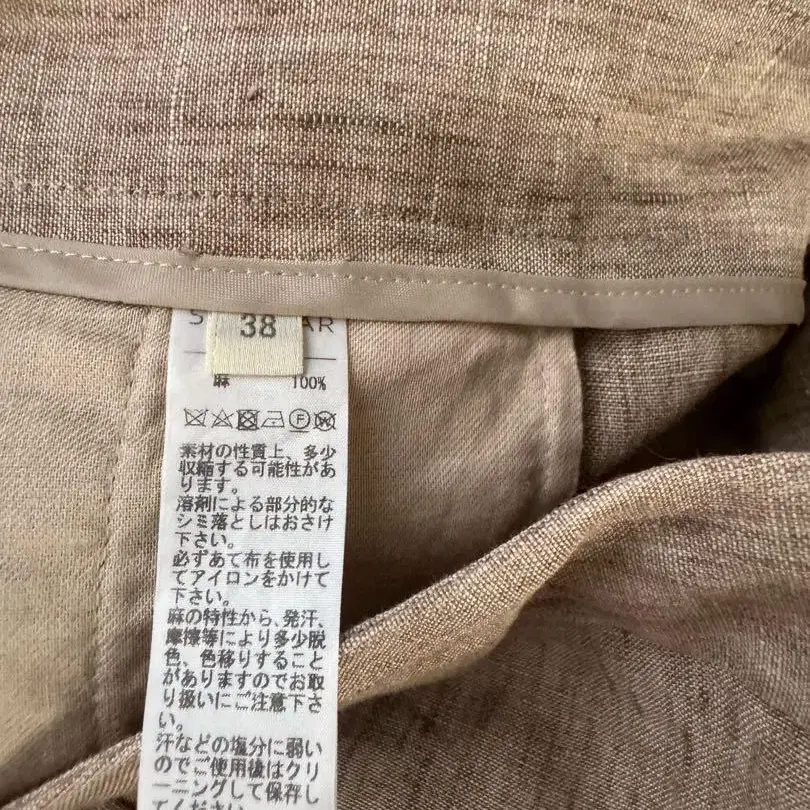 38
麻 100%
素材の性質上、多少
収縮する可能性があ
ります。
溶剤による部分的な
シミ落としはおさけ
下さい。
必ずあて布を使用し
てアイロンをかけて
下さい。
麻の特性から、発汗、
摩擦等により多少脱
色、色移りすること
がありますのでお取
り扱いにご注意下さ
い。
汗などの塩分に弱い
のでご使用後はクリ
ーニングして保存し
てください